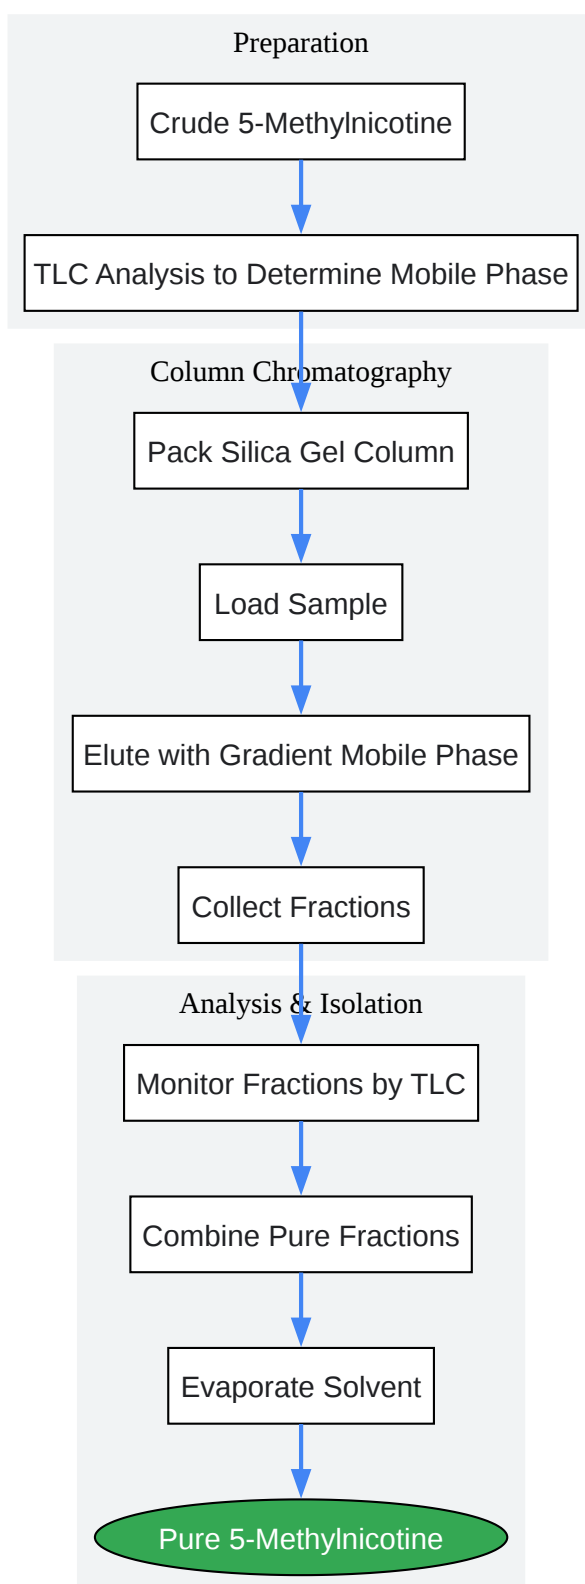 Preparation
Crude 5-Methylnicotine
TLC Analysis to Determine Mobile Phase
Column Chromatography
Pack Silica Gel Column
Load Sample
Elute with Gradient Mobile Phase
Collect Fractions
Analysis & Isolation
Monitor Fractions by TLC
Combine Pure Fractions
Evaporate Solvent
Pure 5-Methylnicotine